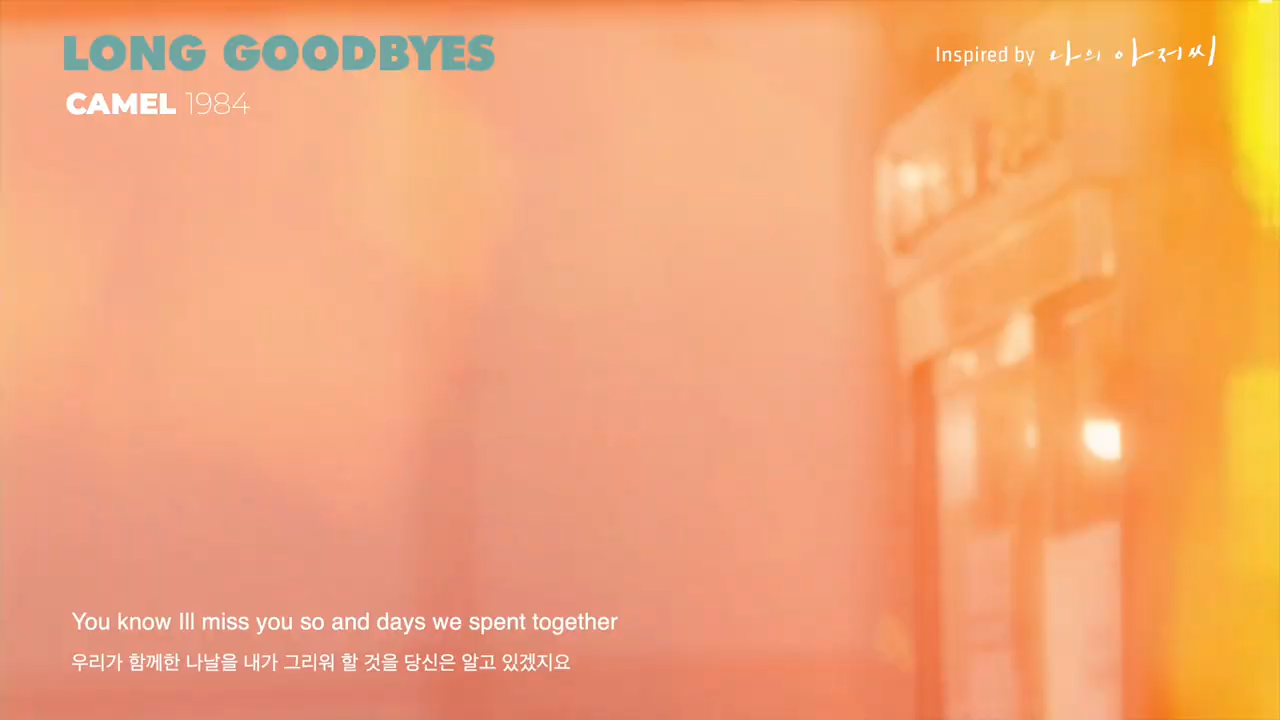 LONG GOODBYES
CAMEL 1984
Inspired by 나의 아저씨
You know Ill miss you so and days we spent together
우리가 함께한 나날을 내가 그리워 할 것을 당신은 알고 있겠지요